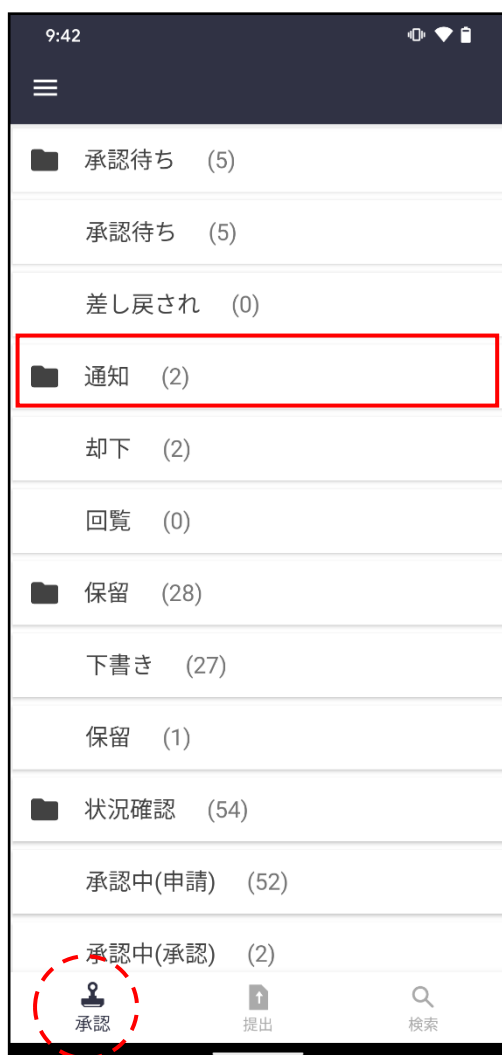 9:42
承認待ち (5)
承認待ち (5)
差し戻され (0)
通知 (2)
却下 (2)
回覧 (0)
保留 (28)
下書き (27)
保留 (1)
状況確認 (54)
承認中(申請) (52)
承認中(承認) (2)
承認 提出 検索